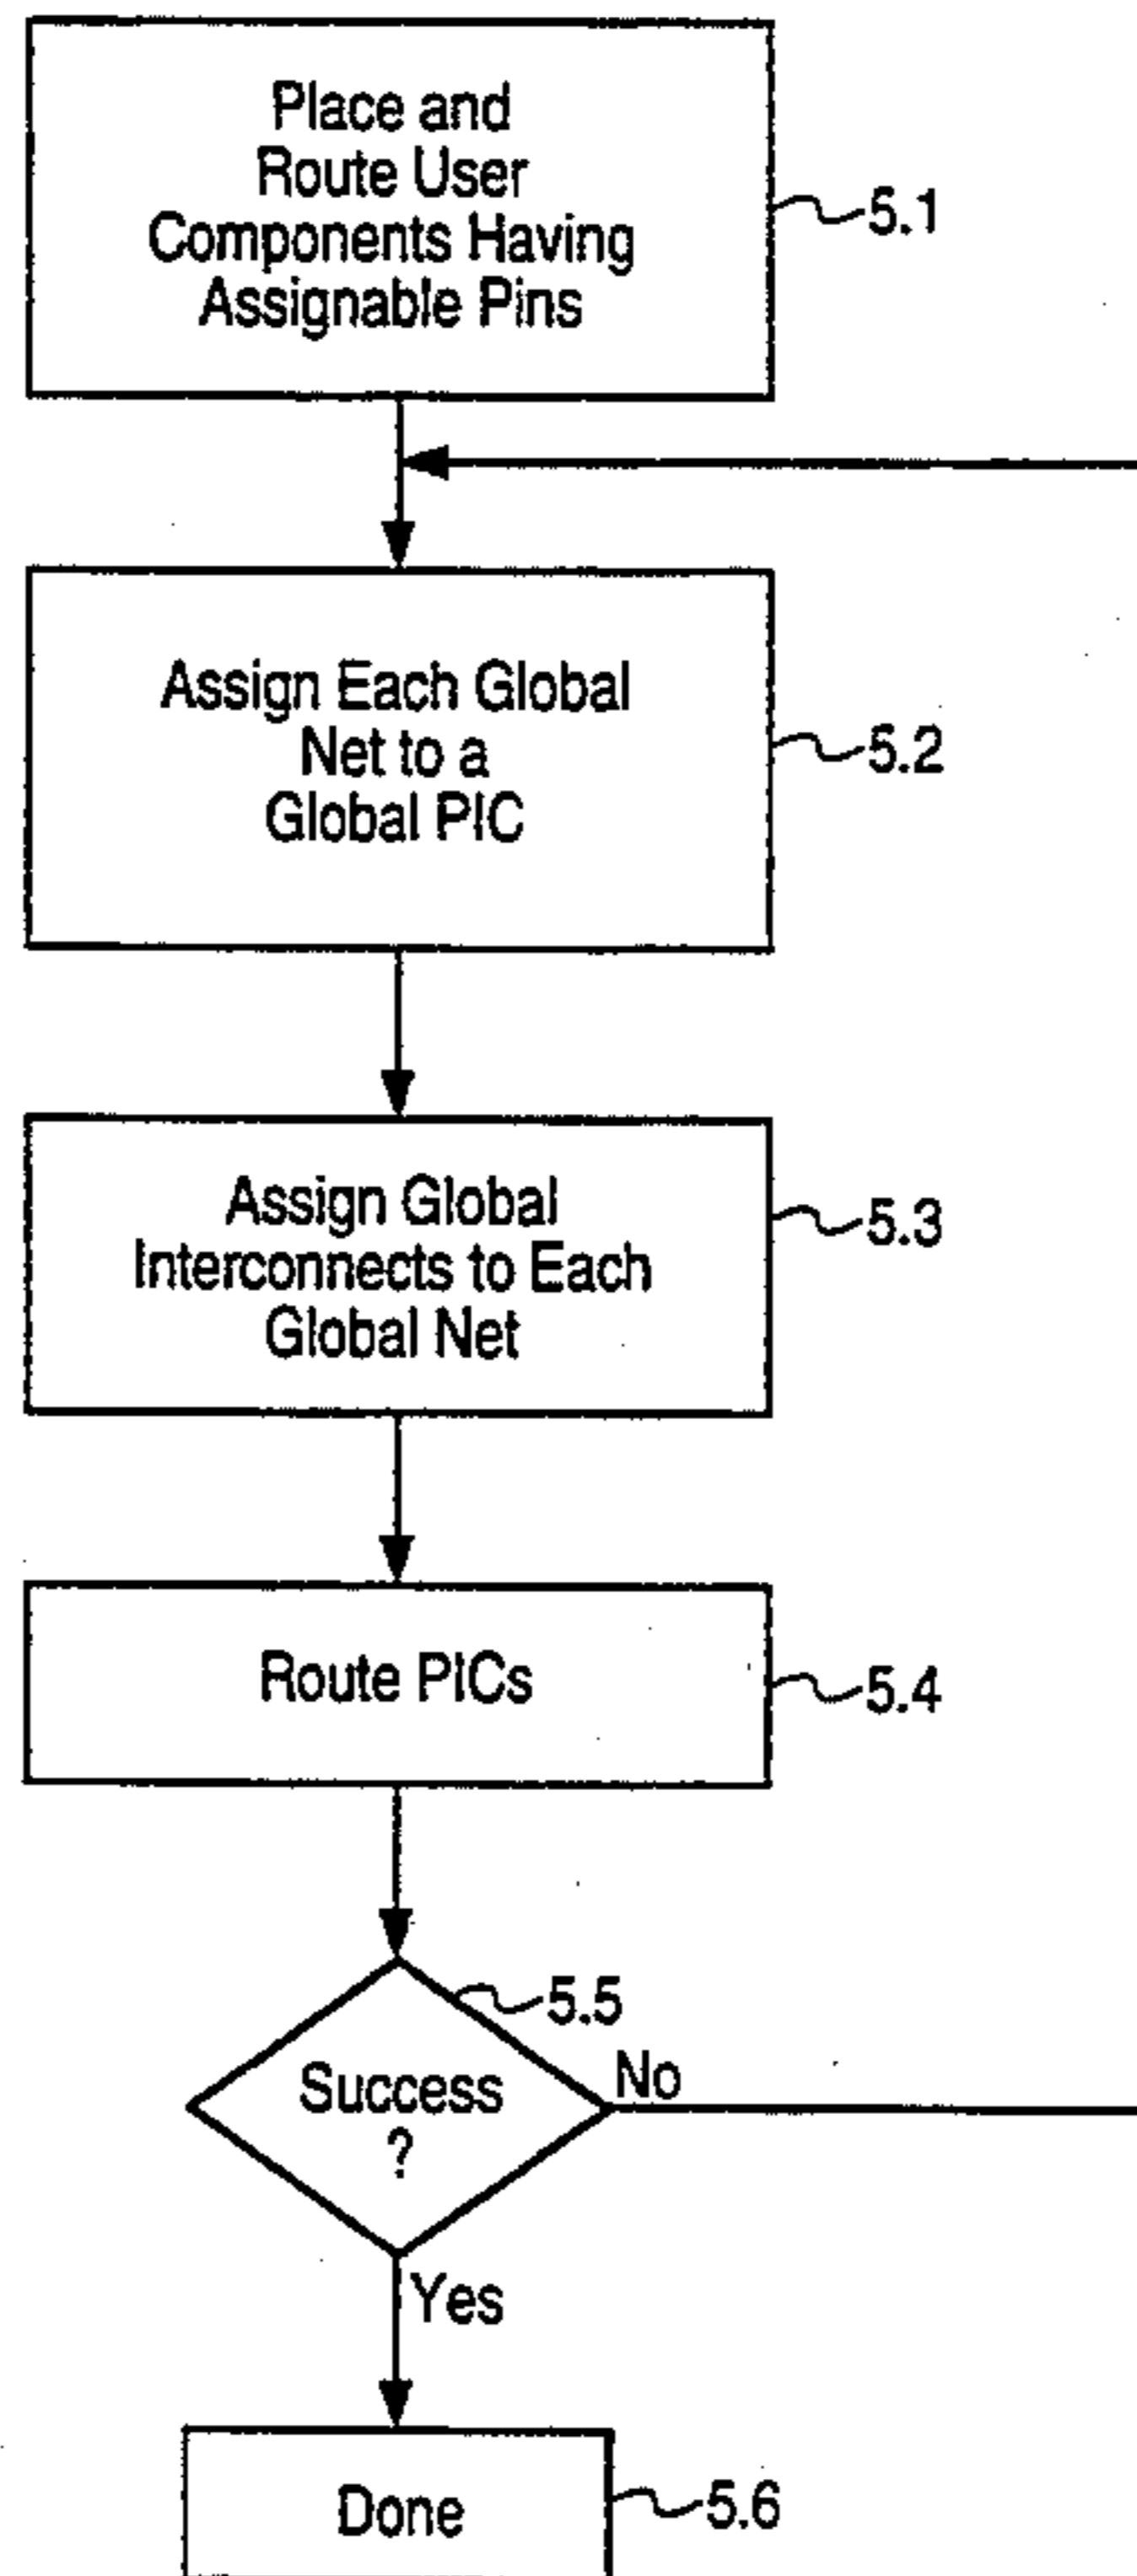 Place and
Route User
Components Having
Assignable Pins
5.1
Assign Each Global
Net to a
Global PIC
5.2
Assign Global
Interconnects to Each
Global Net
5.3
Route PICs
5.4
5.5
Success
?
No
Yes
Done
5.6